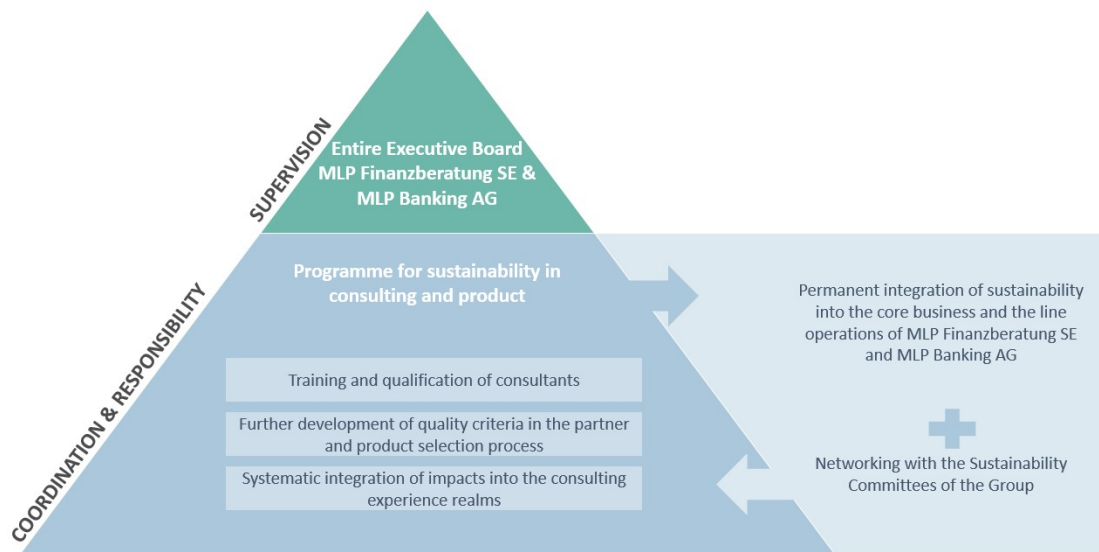 SUPERVISION
Entire Executive Board
MLP Finanzberatung SE &
MLP Banking AG
COORDINATION & RESPONSIBILITY
Programme for sustainability in
consulting and product
Training and qualification of consultants
Further development of quality criteria in the partner
and product selection process
Systematic integration of impacts into the consulting
experience realms
Permanent integration of sustainability
into the core business and the line
operations of MLP Finanzberatung SE
and MLP Banking AG
Networking with the Sustainability
Committees of the Group